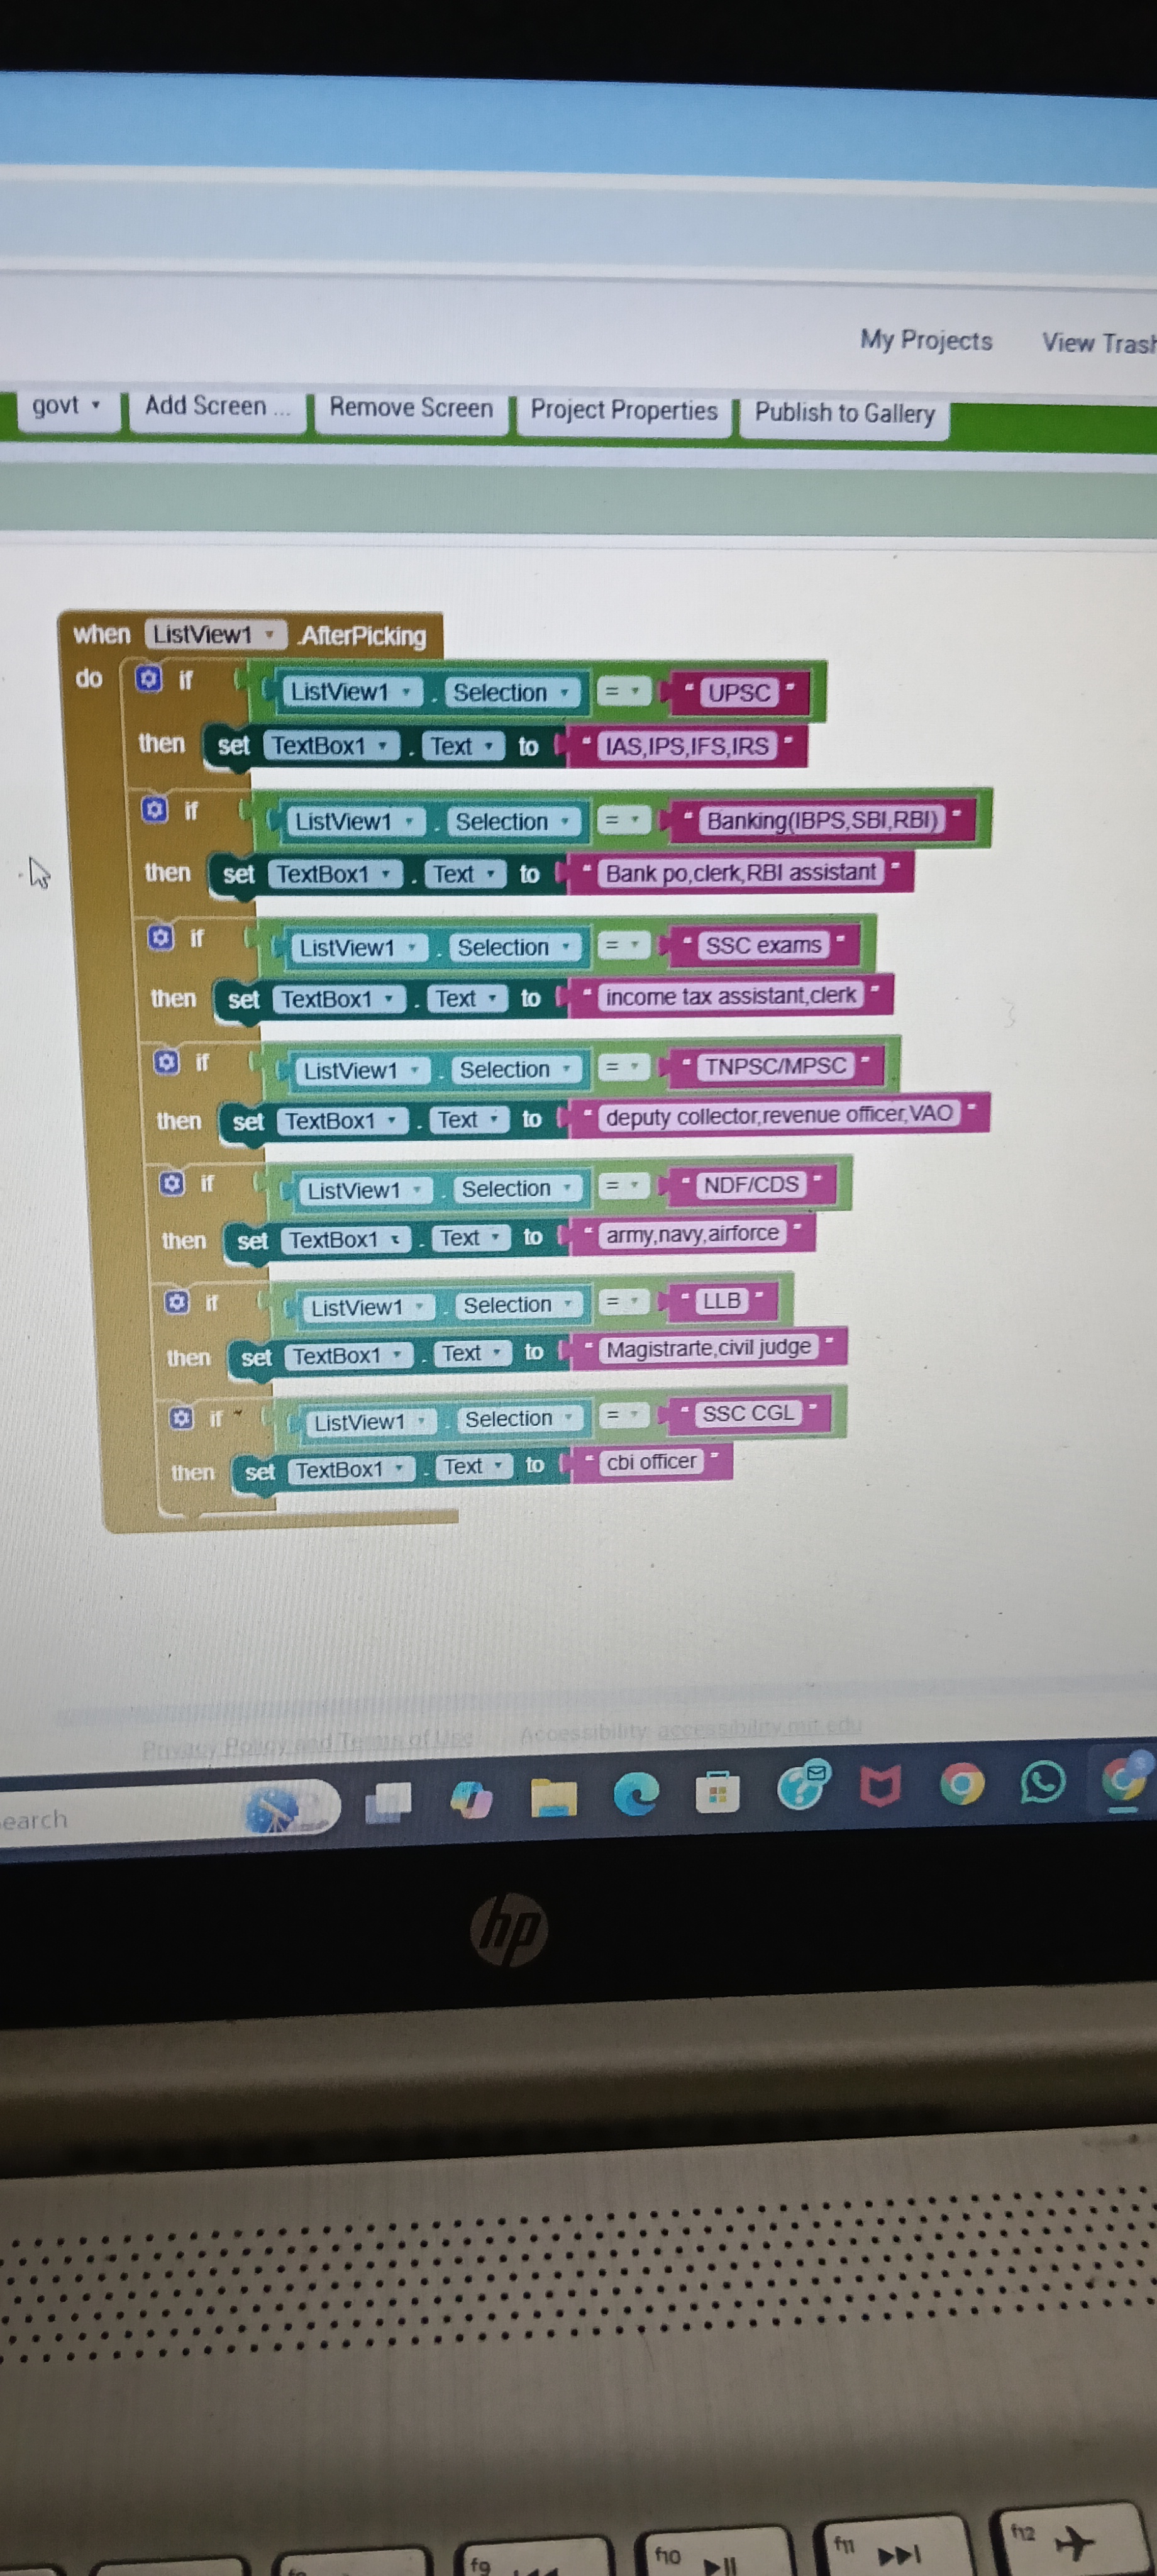 My Projects View Trash
govt Add Screen ... Remove Screen Project Properties Publish to Gallery
when ListView1 .AfterPicking
do if ListView1 . Selection = " UPSC "
then set TextBox1 . Text to " IAS,IPS,IFS,IRS "
if ListView1 . Selection = " Banking(IBPS,SBI,RBI) "
then set TextBox1 . Text to " Bank po,clerk,RBI assistant "
if ListView1 . Selection = " SSC exams "
then set TextBox1 . Text to " income tax assistant,clerk "
if ListView1 . Selection = " TNPSC/MPSC "
then set TextBox1 . Text to " deputy collector,revenue officer,VAO "
if ListView1 . Selection = " NDF/CDS "
then set TextBox1 . Text to " army,navy,airforce "
if ListView1 . Selection = " LLB "
then set TextBox1 . Text to " Magistrarte,civil judge "
if ListView1 . Selection = " SSC CGL "
then set TextBox1 . Text to " cbi officer "
Privacy Policy and Terms of Use Accessibility: accessibility.mit.edu
earch
hp
f9 f10 f11 f12